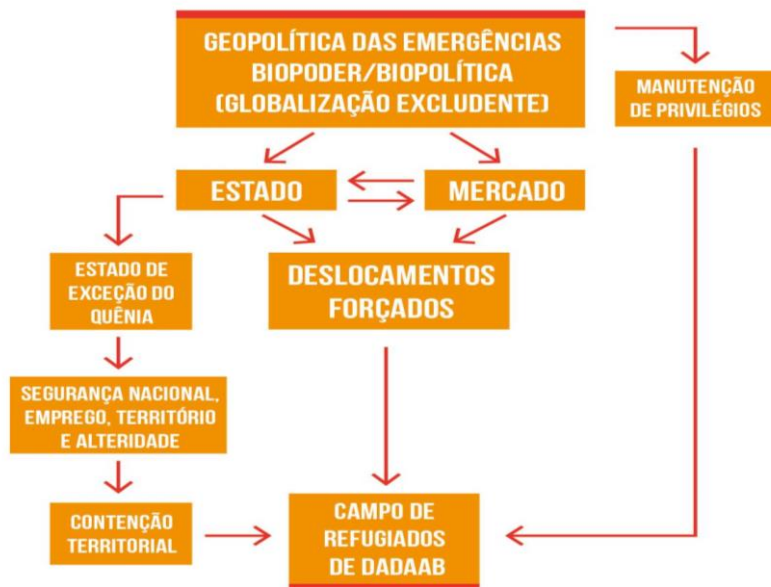 GEOPOLÍTICA DAS EMERGÊNCIAS
BIOPODER/BIOPOLÍTICA
(GLOBALIZAÇÃO EXCLUDENTE)
MANUTENÇÃO
DE PRIVILÉGIOS
ESTADO
MERCADO
ESTADO DE
EXCEÇÃO DO
QUÊNIA
DESLOCAMENTOS
FORÇADOS
SEGURANÇA NACIONAL,
EMPREGO, TERRITÓRIO
E ALTERIDADE
CONTENÇÃO
TERRITORIAL
CAMPO DE
REFUGIADOS
DE DADAAB